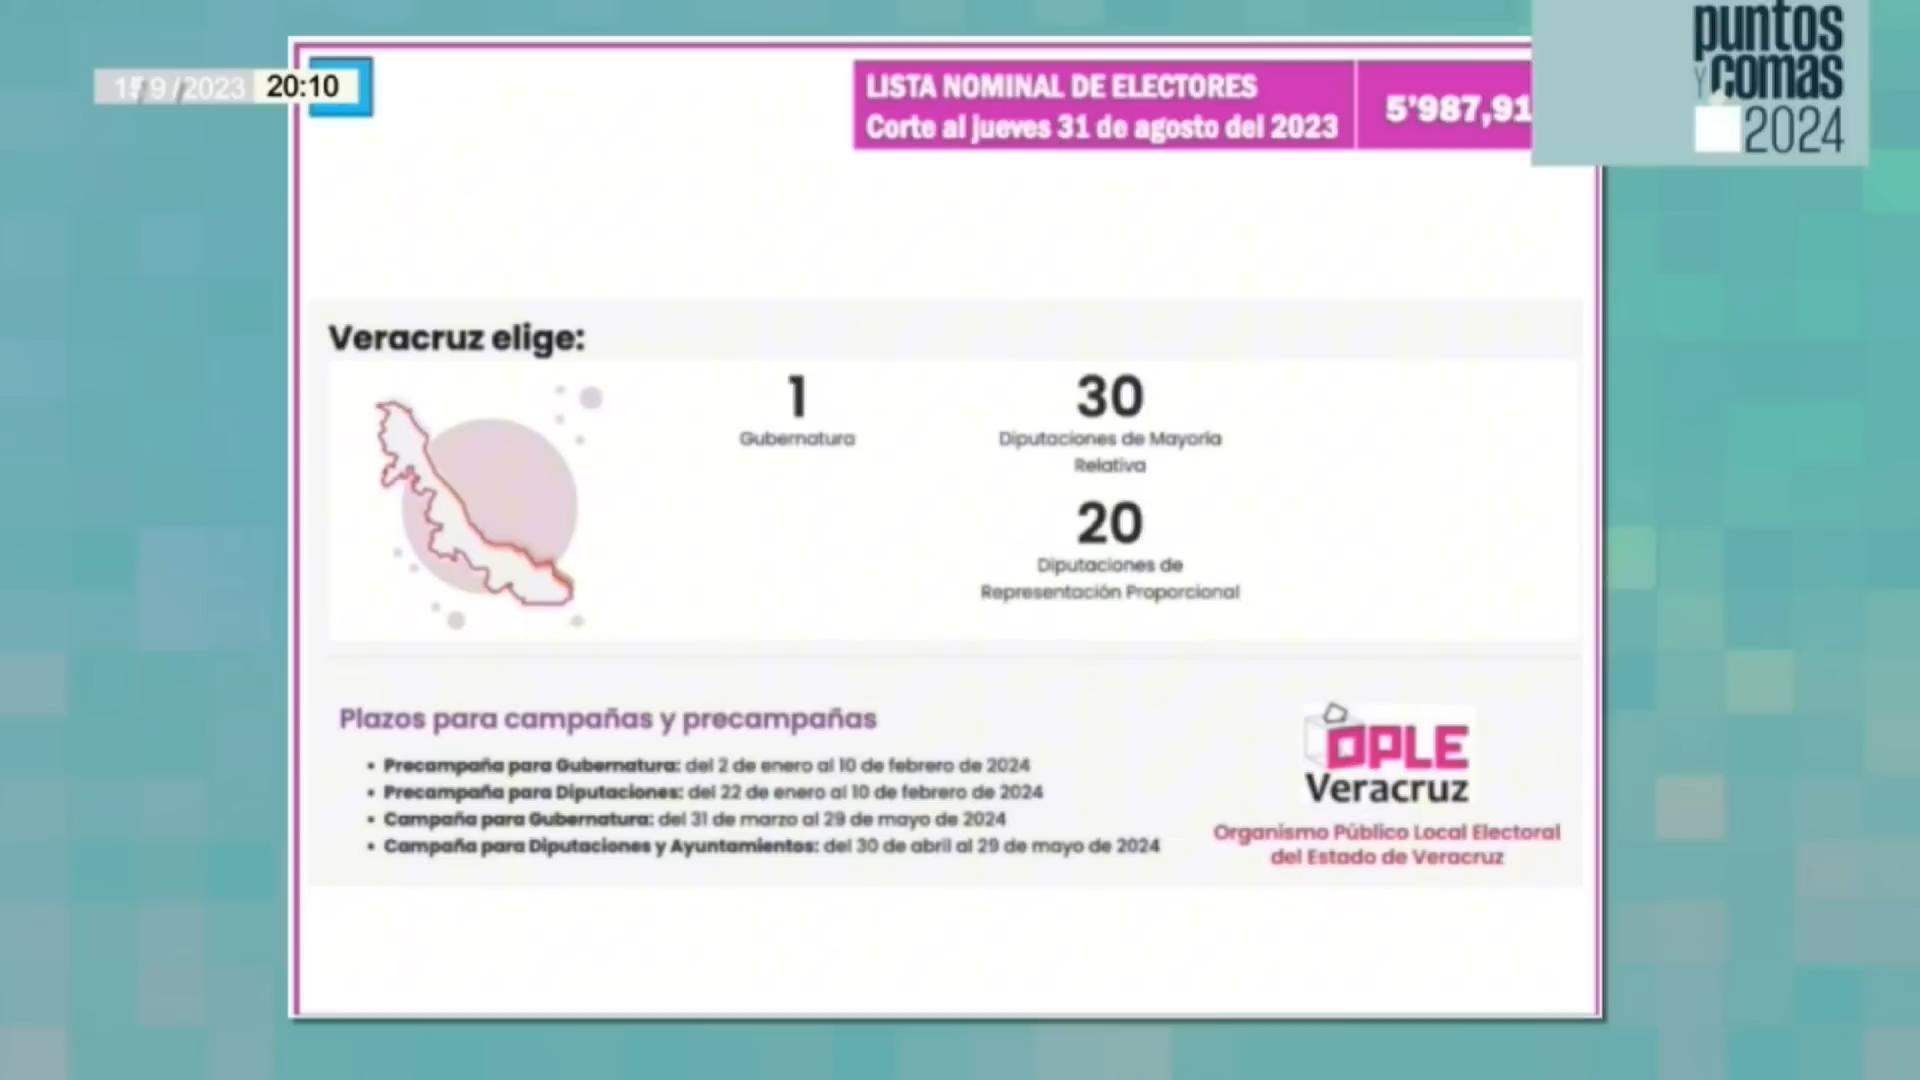 20:10
puntos
y comas
2024
LISTA NOMINAL DE ELECTORES
Corte al jueves 31 de agosto del 2023
5’987,91
Veracruz elige:
1
Gubernatura
30
Diputaciones de Mayoría
Relativa
20
Diputaciones de
Representación Proporcional
Plazos para campañas y precampañas
• Precampaña para Gubernatura: del 2 de enero al 10 de febrero de 2024
• Precampaña para Diputaciones: del 22 de enero al 10 de febrero de 2024
• Campaña para Gubernatura: del 31 de marzo al 29 de mayo de 2024
• Campaña para Diputaciones y Ayuntamientos: del 30 de abril al 29 de mayo de 2024
OPLE
Veracruz
Organismo Público Local Electoral
del Estado de Veracruz